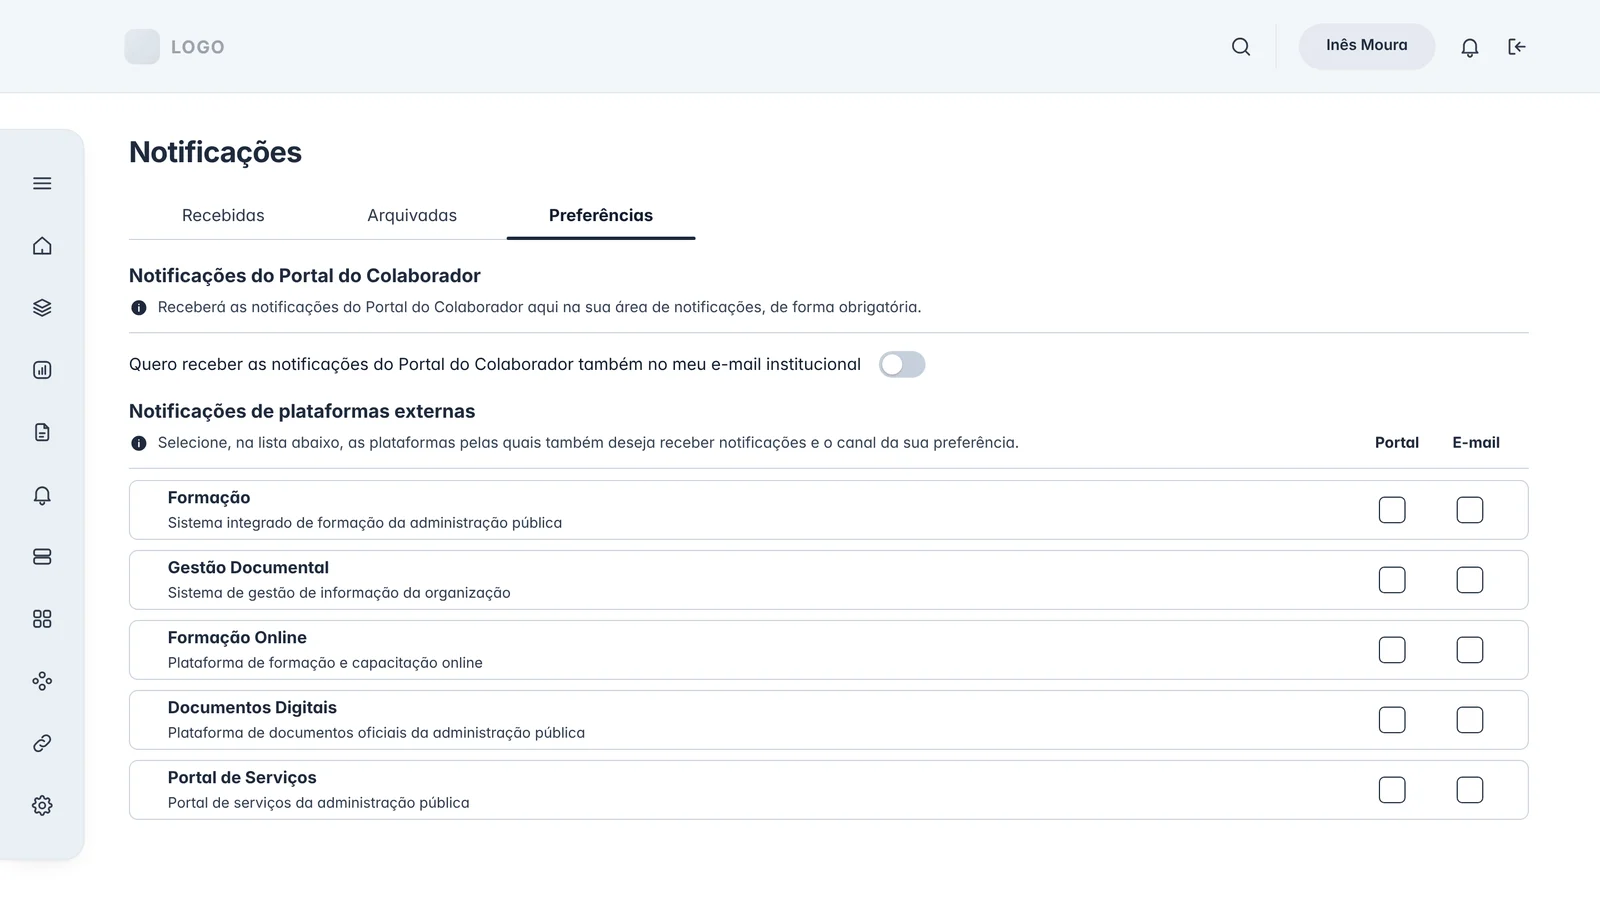 LOGO
Inês Moura
Notificações
Recebidas
Arquivadas
Preferências
Notificações do Portal do Colaborador
Receberá as notificações do Portal do Colaborador aqui na sua área de notificações, de forma obrigatória.
Quero receber as notificações do Portal do Colaborador também no meu e-mail institucional
Notificações de plataformas externas
Selecione, na lista abaixo, as plataformas pelas quais também deseja receber notificações e o canal da sua preferência.
Portal
E-mail
Formação
Sistema integrado de formação da administração pública
Gestão Documental
Sistema de gestão de informação da organização
Formação Online
Plataforma de formação e capacitação online
Documentos Digitais
Plataforma de documentos oficiais da administração pública
Portal de Serviços
Portal de serviços da administração pública